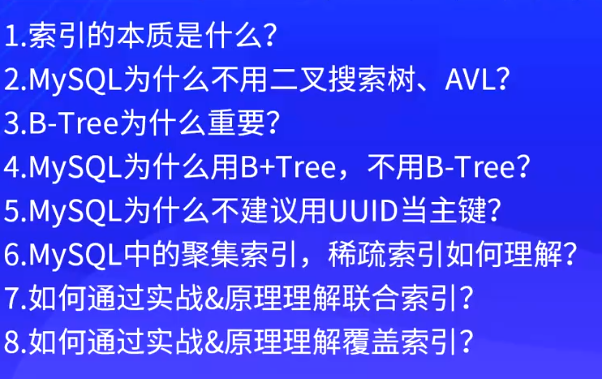 1.索引的本质是什么？
2.MySQL为什么不用二叉搜索树、AVL？
3.B-Tree为什么重要？
4.MySQL为什么用B+Tree，不用B-Tree？
5.MySQL为什么不建议用UUID当主键？
6.MySQL中的聚集索引，稀疏索引如何理解？
7.如何通过实战&原理理解联合索引？
8.如何通过实战&原理理解覆盖索引？